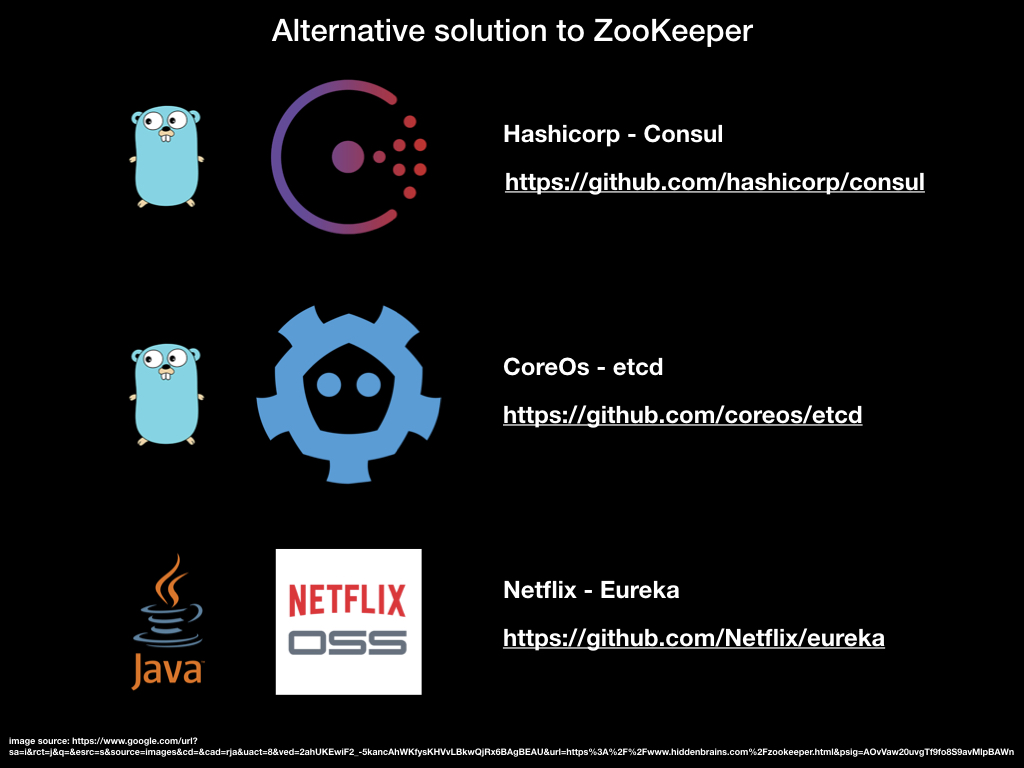 Alternative solution to ZooKeeper
Hashicorp - Consul
https://github.com/hashicorp/consul
CoreOs - etcd
https://github.com/coreos/etcd
Java™
NETFLIX
OSS
Netflix - Eureka
https://github.com/Netflix/eureka
image source: https://www.google.com/url?
sa=i&rct=j&q=&esrc=s&source=images&cd=&cad=rja&uact=8&ved=2ahUKEwiF2_-5kancAhWKfysKHVvLBkwQjRx6BAgBEAU&url=https%3A%2F%2Fwww.hiddenbrains.com%2Fzookeeper.html&psig=AOvVaw20uvgTf9fo8S9avMlpBAWn